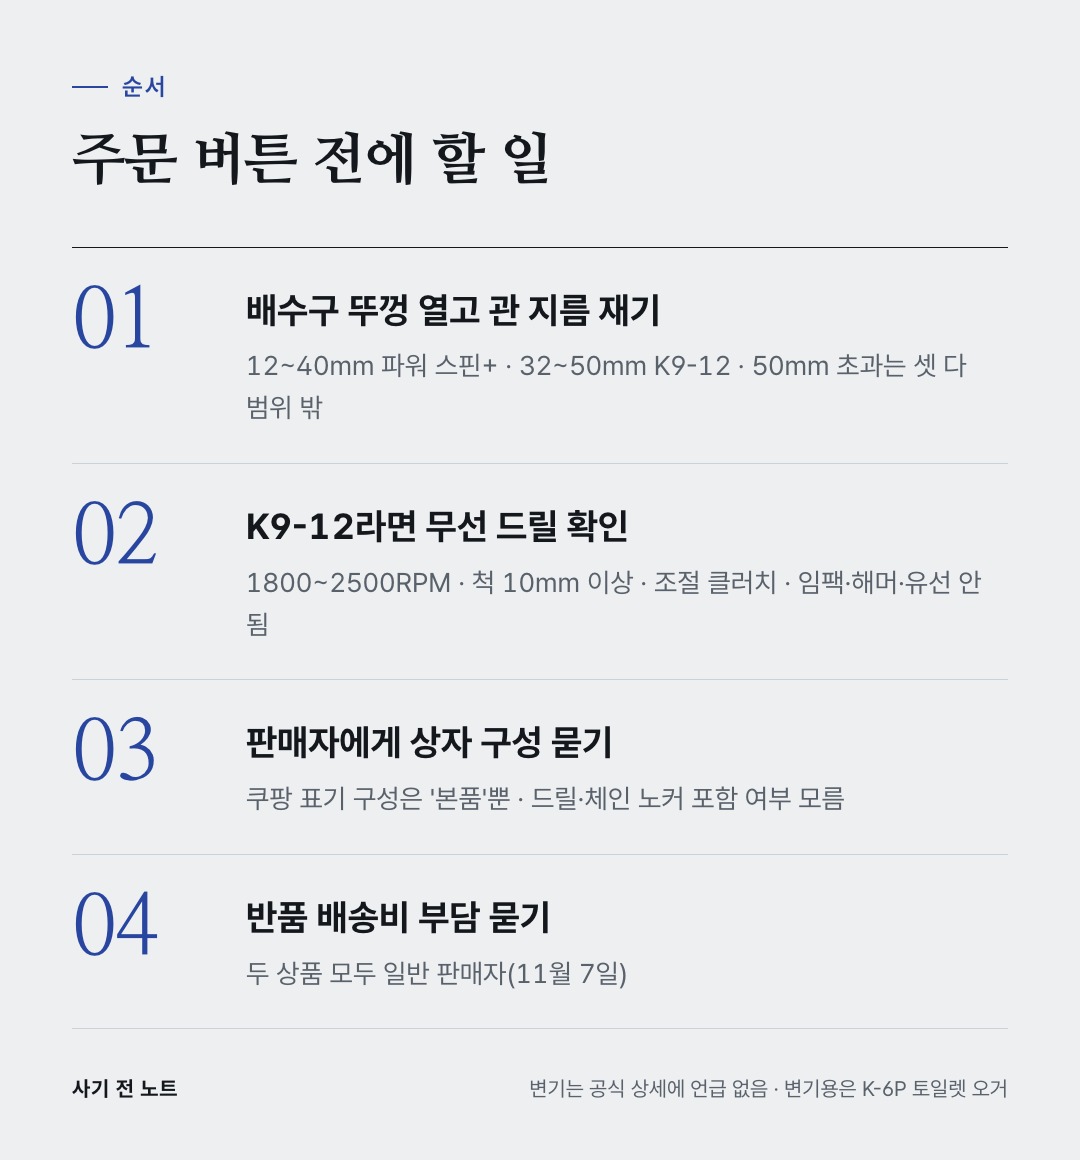 순서
주문 버튼 전에 할 일
01
배수구 뚜껑 열고 관 지름 재기
12~40mm 파워 스핀+ · 32~50mm K9-12 · 50mm 초과는 셋 다
범위 밖
02
K9-12라면 무선 드릴 확인
1800~2500RPM · 척 10mm 이상 · 조절 클러치 · 임팩·해머·유선 안
됨
03
판매자에게 상자 구성 묻기
쿠팡 표기 구성은 '본품'뿐 · 드릴·체인 노커 포함 여부 모름
04
반품 배송비 부담 묻기
두 상품 모두 일반 판매자(11월 7일)
사기 전 노트
변기는 공식 상세에 언급 없음 · 변기용은 K-6P 토일렛 오거